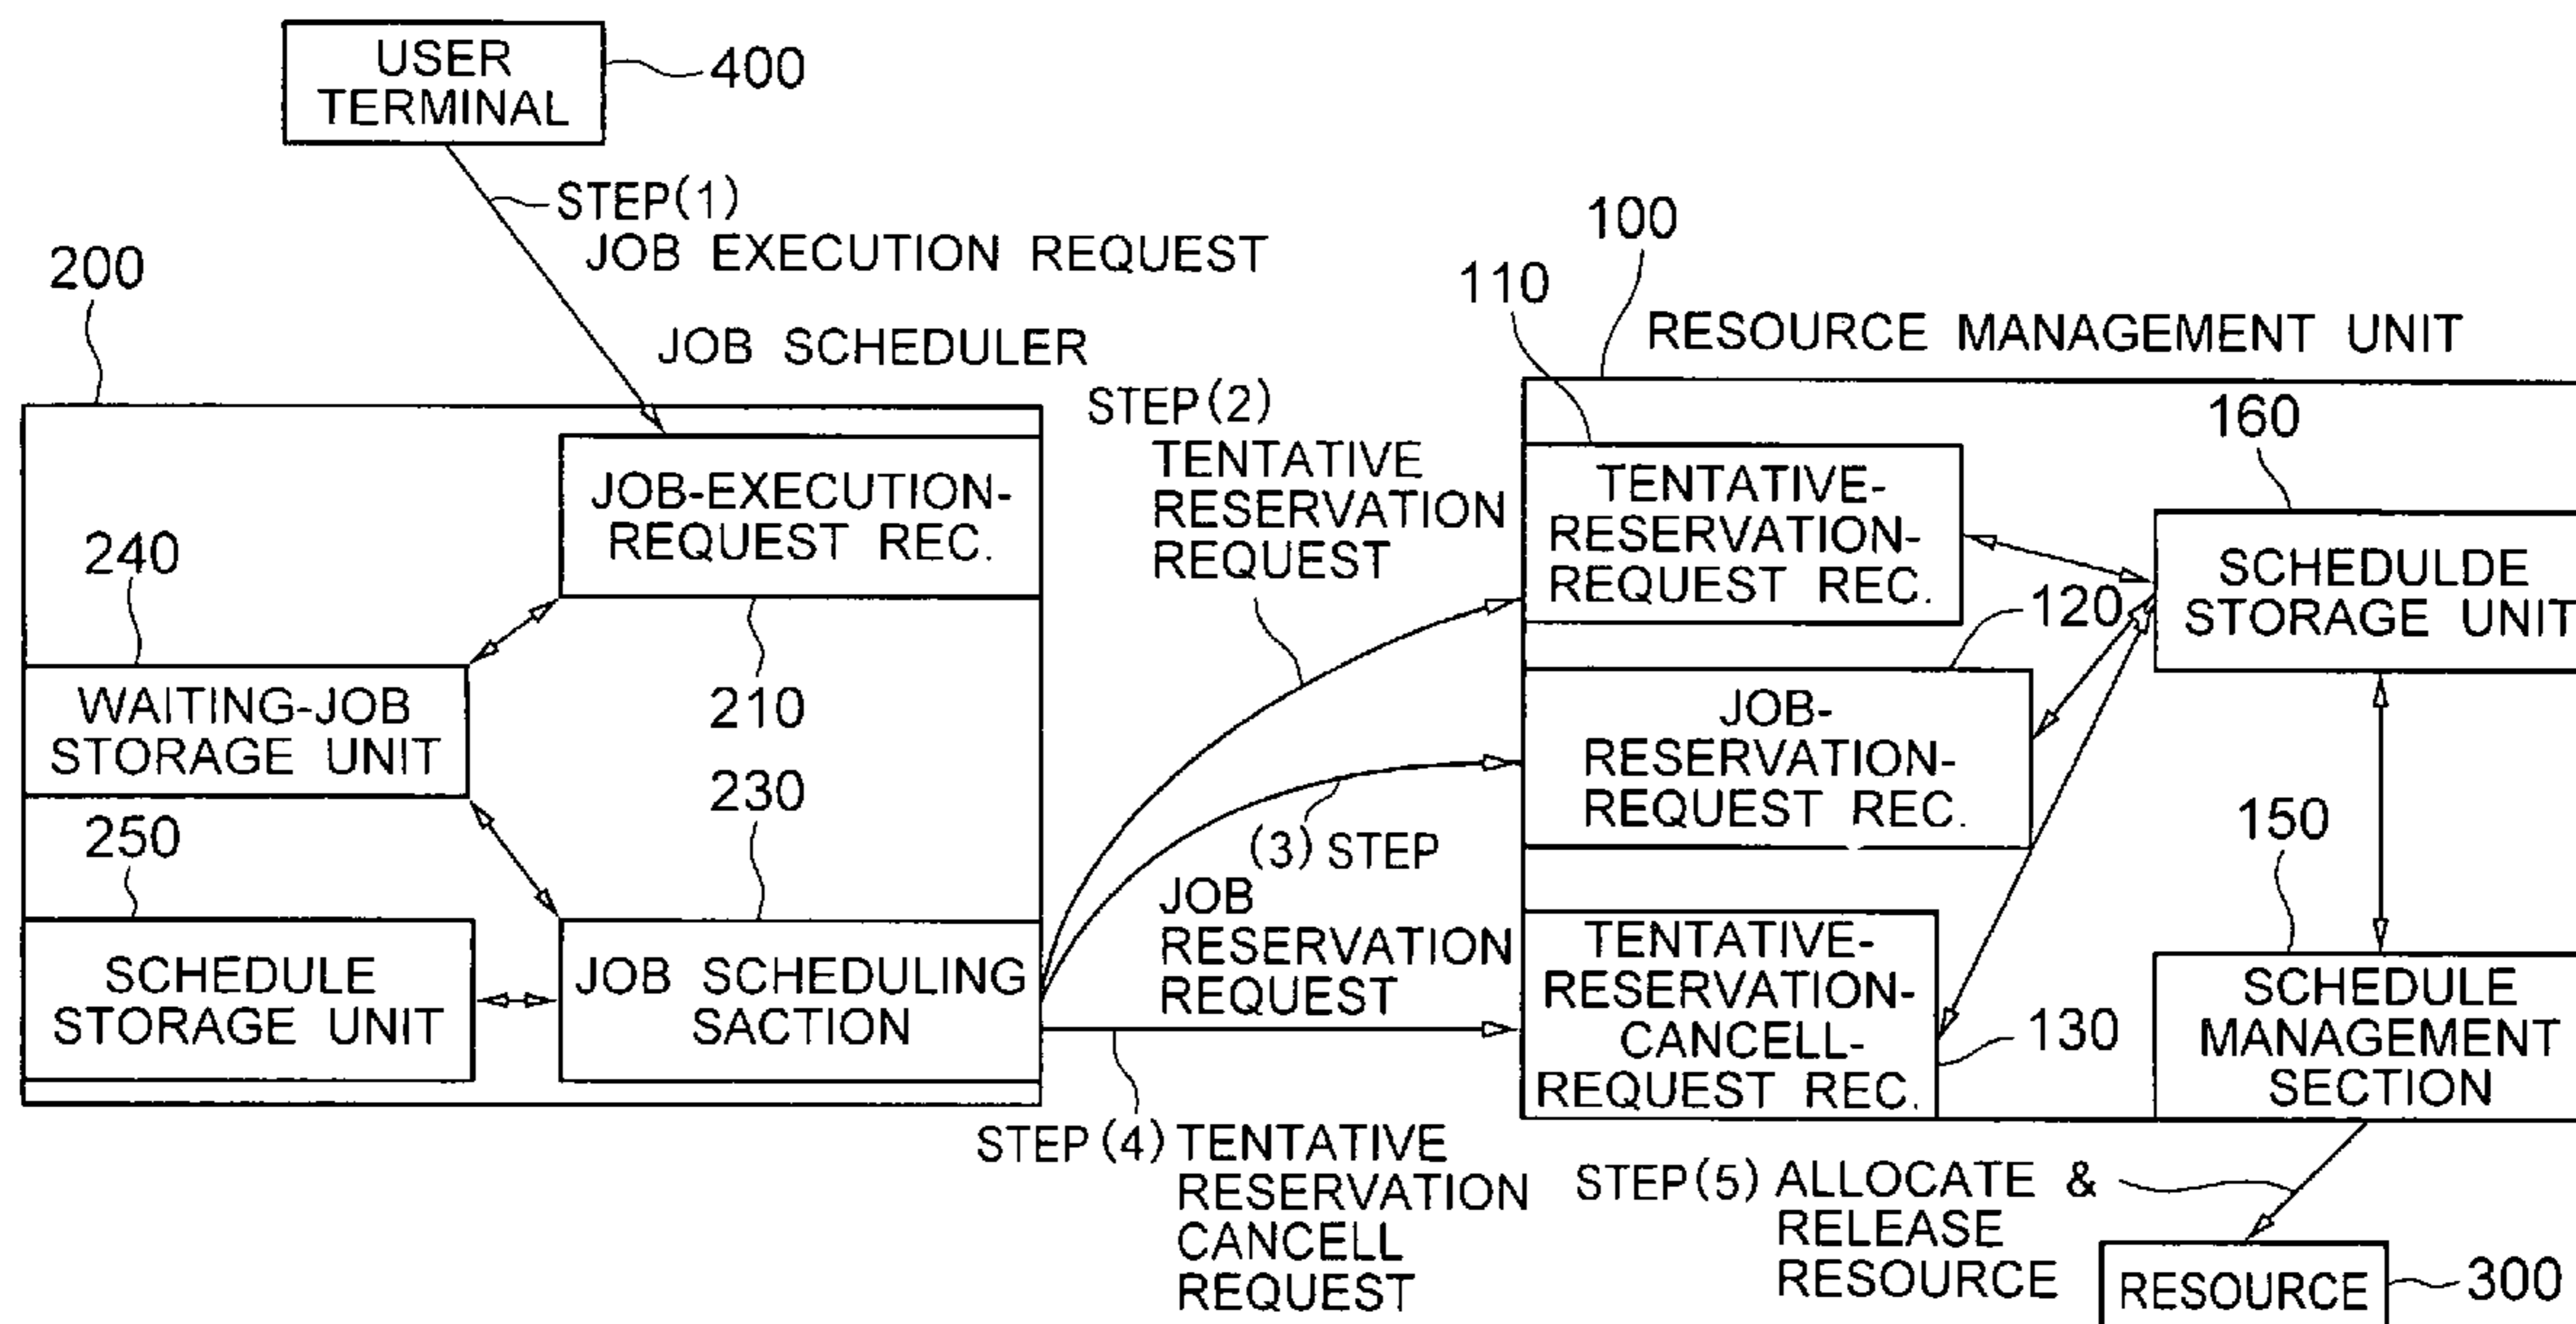 USER
TERMINAL
400
STEP(1)
JOB EXECUTION REQUEST
200
JOB SCHEDULER
JOB-EXECUTION-
REQUEST REC.
210
240
WAITING-JOB
STORAGE UNIT
250
SCHEDULE
STORAGE UNIT
230
JOB SCHEDULING
SACTION
STEP(2)
TENTATIVE
RESERVATION
REQUEST
(3) STEP
JOB
RESERVATION
REQUEST
STEP(4) TENTATIVE
RESERVATION
CANCELL
REQUEST
100
RESOURCE MANAGEMENT UNIT
110
TENTATIVE-
RESERVATION-
REQUEST REC.
120
JOB-
RESERVATION-
REQUEST REC.
TENTATIVE-
RESERVATION-
CANCELL-
REQUEST REC.
130
160
SCHEDULDE
STORAGE UNIT
150
SCHEDULE
MANAGEMENT
SECTION
STEP(5) ALLOCATE &
RELEASE
RESOURCE
RESOURCE
300